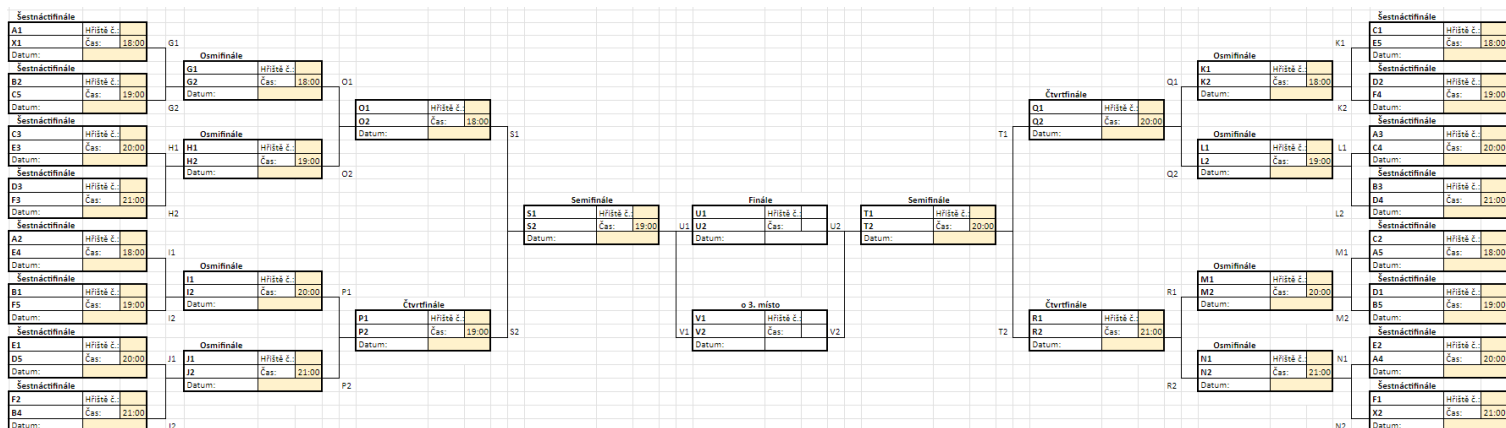 Šestnáctifinále
A1 Hřiště č.:
X1 Čas: 18:00
Datum:
G1
Šestnáctifinále
B2 Hřiště č.:
C5 Čas: 19:00
Datum:
G2
Šestnáctifinále
C3 Hřiště č.:
E3 Čas: 20:00
Datum:
H1
Šestnáctifinále
D3 Hřiště č.:
F3 Čas: 21:00
Datum:
H2
Šestnáctifinále
A2 Hřiště č.:
E4 Čas: 18:00
Datum:
I1
Šestnáctifinále
B1 Hřiště č.:
F5 Čas: 19:00
Datum:
I2
Šestnáctifinále
E1 Hřiště č.:
D5 Čas: 20:00
Datum:
J1
Šestnáctifinále
F2 Hřiště č.:
B4 Čas: 21:00
Datum:
J2
Osmifinále
G1 Hřiště č.:
G2 Čas: 18:00
Datum:
O1
Osmifinále
H1 Hřiště č.:
H2 Čas: 19:00
Datum:
O2
Osmifinále
I1 Hřiště č.:
I2 Čas: 20:00
Datum:
P1
Osmifinále
J1 Hřiště č.:
J2 Čas: 21:00
Datum:
P2
O1 Hřiště č.:
O2 Čas: 18:00
Datum:
S1
Čtvrtfinále
P1 Hřiště č.:
P2 Čas: 19:00
Datum:
S2
Semifinále
S1 Hřiště č.:
S2 Čas: 19:00
Datum:
U1
V1
Finále
U1 Hřiště č.:
U2 Čas:
Datum:
o 3. místo
V1 Hřiště č.:
V2 Čas:
Datum:
U2
V2
Semifinále
T1 Hřiště č.:
T2 Čas: 20:00
Datum:
T1
Čtvrtfinále
Q1 Hřiště č.:
Q2 Čas: 20:00
Datum:
T2
Čtvrtfinále
R1 Hřiště č.:
R2 Čas: 21:00
Datum:
Q1
Osmifinále
K1 Hřiště č.:
K2 Čas: 18:00
Datum:
Q2
Osmifinále
L1 Hřiště č.:
L2 Čas: 19:00
Datum:
R1
Osmifinále
M1 Hřiště č.:
M2 Čas: 20:00
Datum:
R2
Osmifinále
N1 Hřiště č.:
N2 Čas: 21:00
Datum:
K1
Šestnáctifinále
C1 Hřiště č.:
E5 Čas: 18:00
Datum:
K2
Šestnáctifinále
D2 Hřiště č.:
F4 Čas: 19:00
Datum:
L1
Šestnáctifinále
A3 Hřiště č.:
C4 Čas: 20:00
Datum:
L2
Šestnáctifinále
B3 Hřiště č.:
D4 Čas: 21:00
Datum:
M1
Šestnáctifinále
C2 Hřiště č.:
A5 Čas: 18:00
Datum:
M2
Šestnáctifinále
D1 Hřiště č.:
B5 Čas: 19:00
Datum:
N1
Šestnáctifinále
E2 Hřiště č.:
A4 Čas: 20:00
Datum:
N2
Šestnáctifinále
F1 Hřiště č.:
X2 Čas: 21:00
Datum: